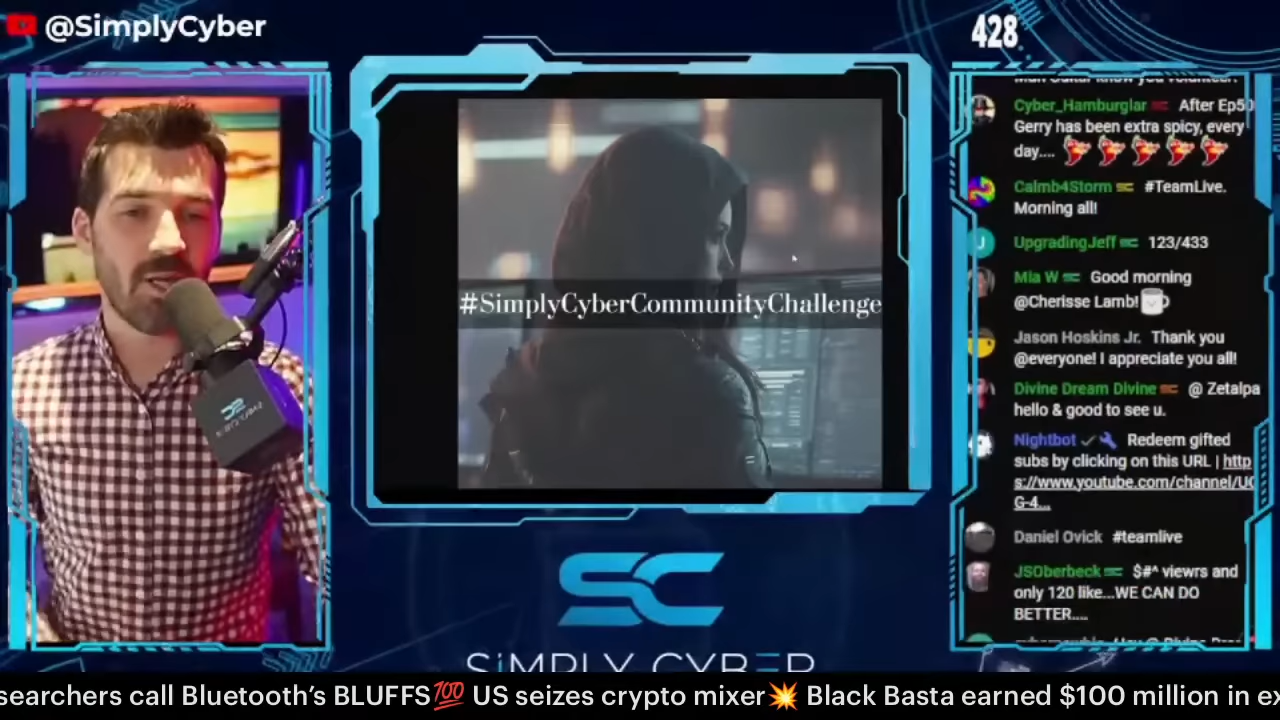 @SimplyCyber
428
#SimplyCyberCommunityChallenge
Cyber_Hamburglar After Ep50
Gerry has been extra spicy, every
day....
Calmb4Storm #TeamLive.
Morning all!
UpgradingJeff 123/433
Mia W Good morning
@Cherisse Lamb!
Jason Hoskins Jr. Thank you
@everyone! I appreciate you all!
Divine Dream Divine @ Zetalpa
hello & good to see u.
Nightbot Redeem gifted
subs by clicking on this URL | http
s://www.youtube.com/channel/UC
G-4...
Daniel Ovick #teamlive
JSOberbeck $#^ viewrs and
only 120 like...WE CAN DO
BETTER....
SC
SIMPLY CYBER
searchers call Bluetooth's BLUFFS💯 US seizes crypto mixer💥 Black Basta earned $100 million in ex